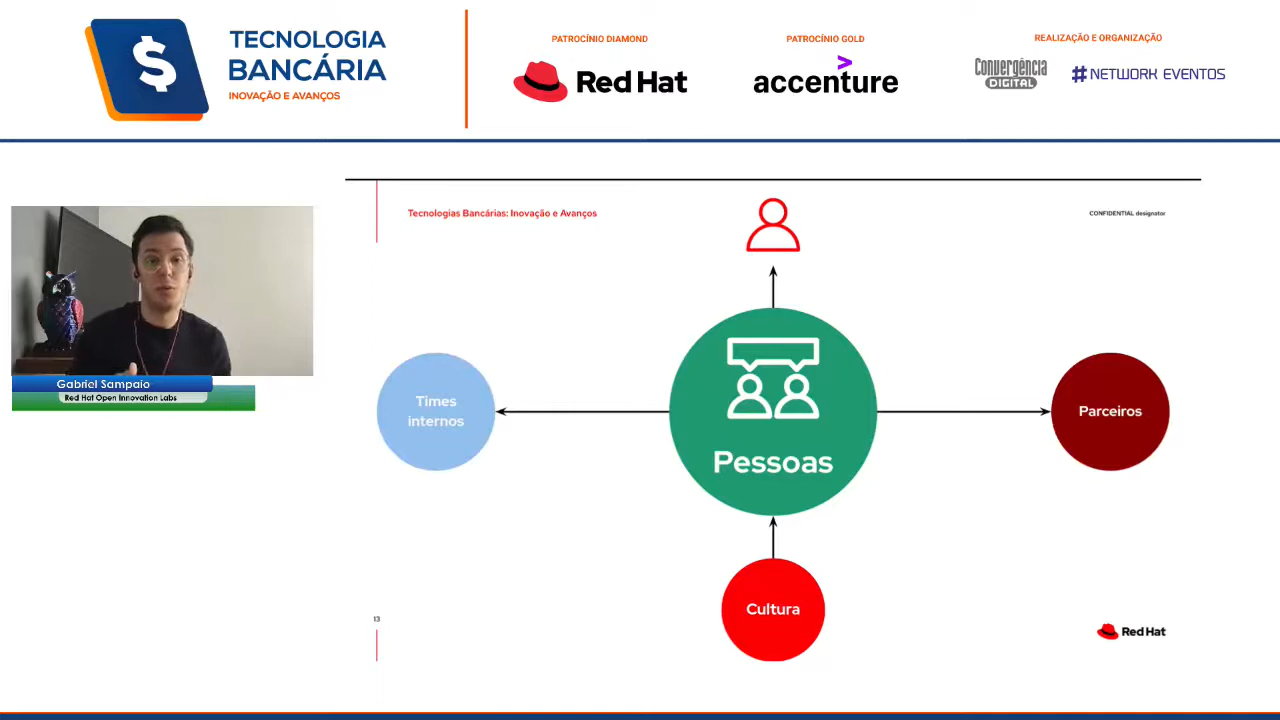 $
TECNOLOGIA
BANCÁRIA
INOVAÇÃO E AVANÇOS
PATROCÍNIO DIAMOND
Red Hat
PATROCÍNIO GOLD
accenture
REALIZAÇÃO E ORGANIZAÇÃO
Convergência
DIGITAL
#NETWORK EVENTOS
Tecnologias Bancárias: Inovação e Avanços
CONFIDENTIAL designator
Gabriel Sampaio
Red Hat Open Innovation Labs
Times
internos
Pessoas
Parceiros
Cultura
13
Red Hat